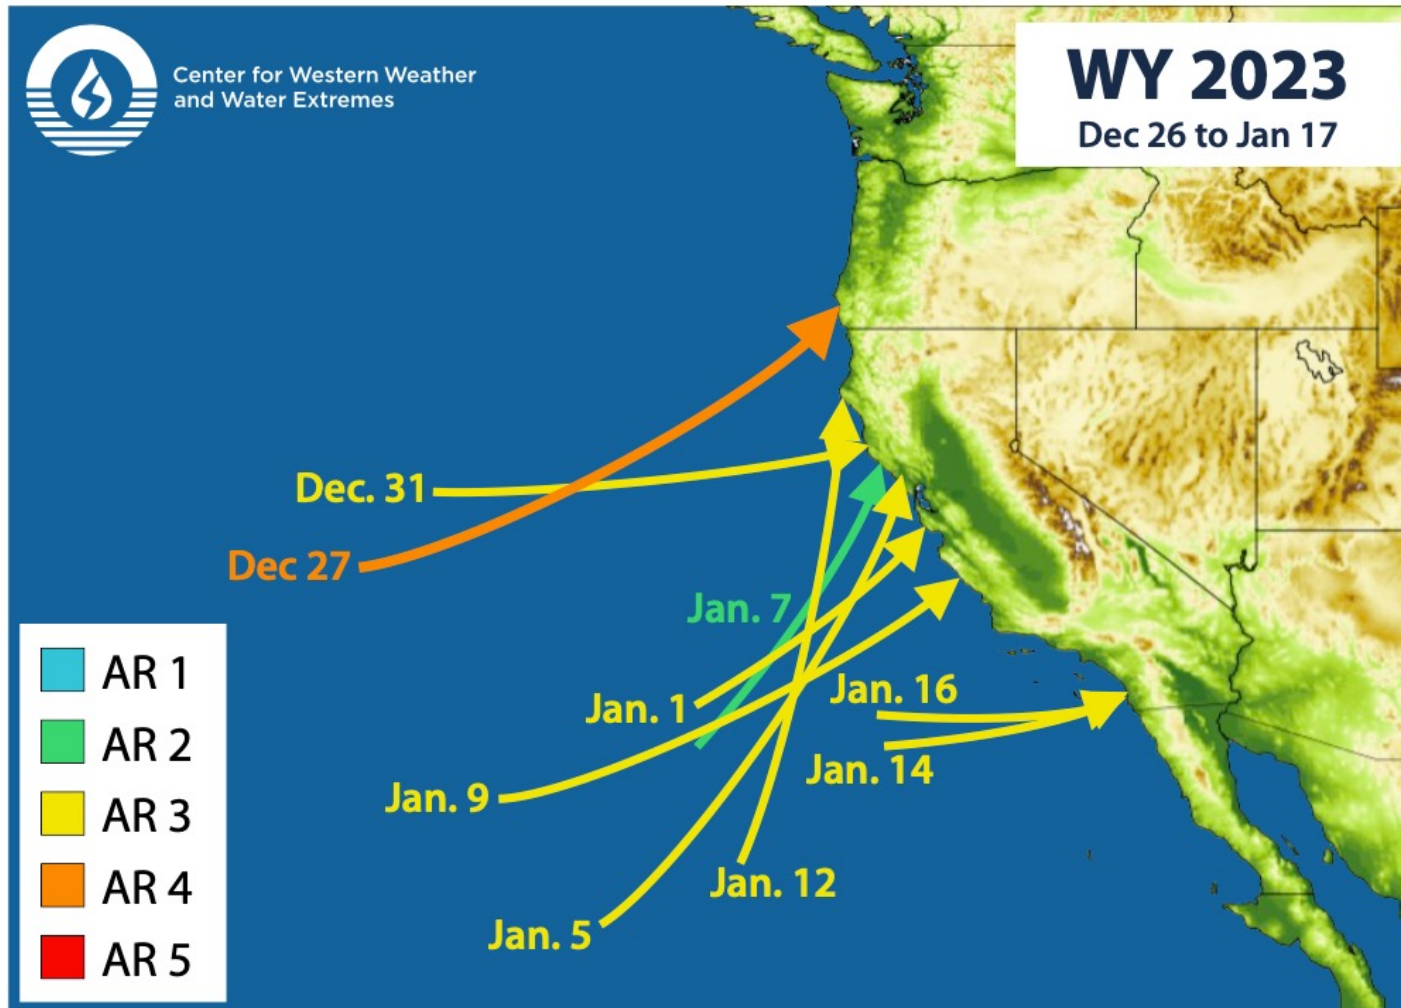 Center for Western Weather
and Water Extremes
WY 2023
Dec 26 to Jan 17
Dec. 31
Dec 27
Jan. 7
Jan. 1
Jan. 16
Jan. 14
Jan. 9
Jan. 12
Jan. 5
AR 1
AR 2
AR 3
AR 4
AR 5